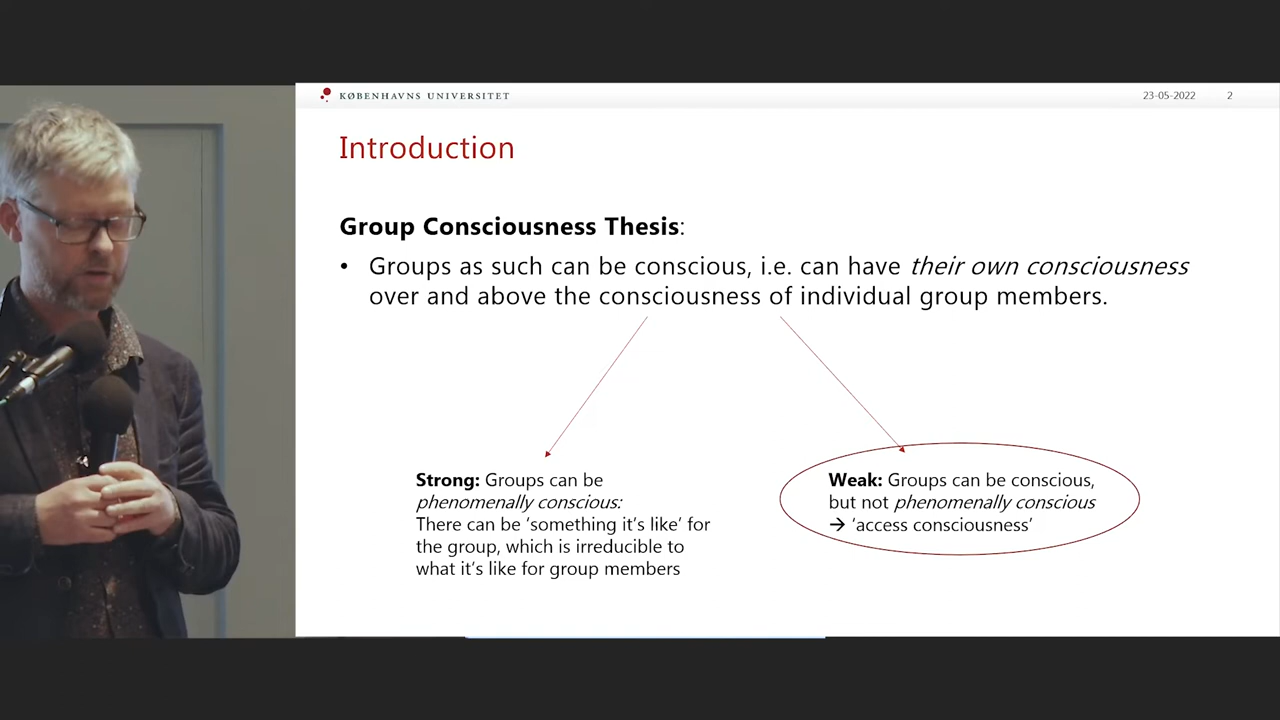 KØBENHAVNS UNIVERSITET
23-05-2022 2
Introduction
Group Consciousness Thesis:
• Groups as such can be conscious, i.e. can have their own consciousness
over and above the consciousness of individual group members.
Strong: Groups can be
phenomenally conscious:
There can be ‘something it’s like’ for
the group, which is irreducible to
what it’s like for group members
Weak: Groups can be conscious,
but not phenomenally conscious
→ ‘access consciousness’